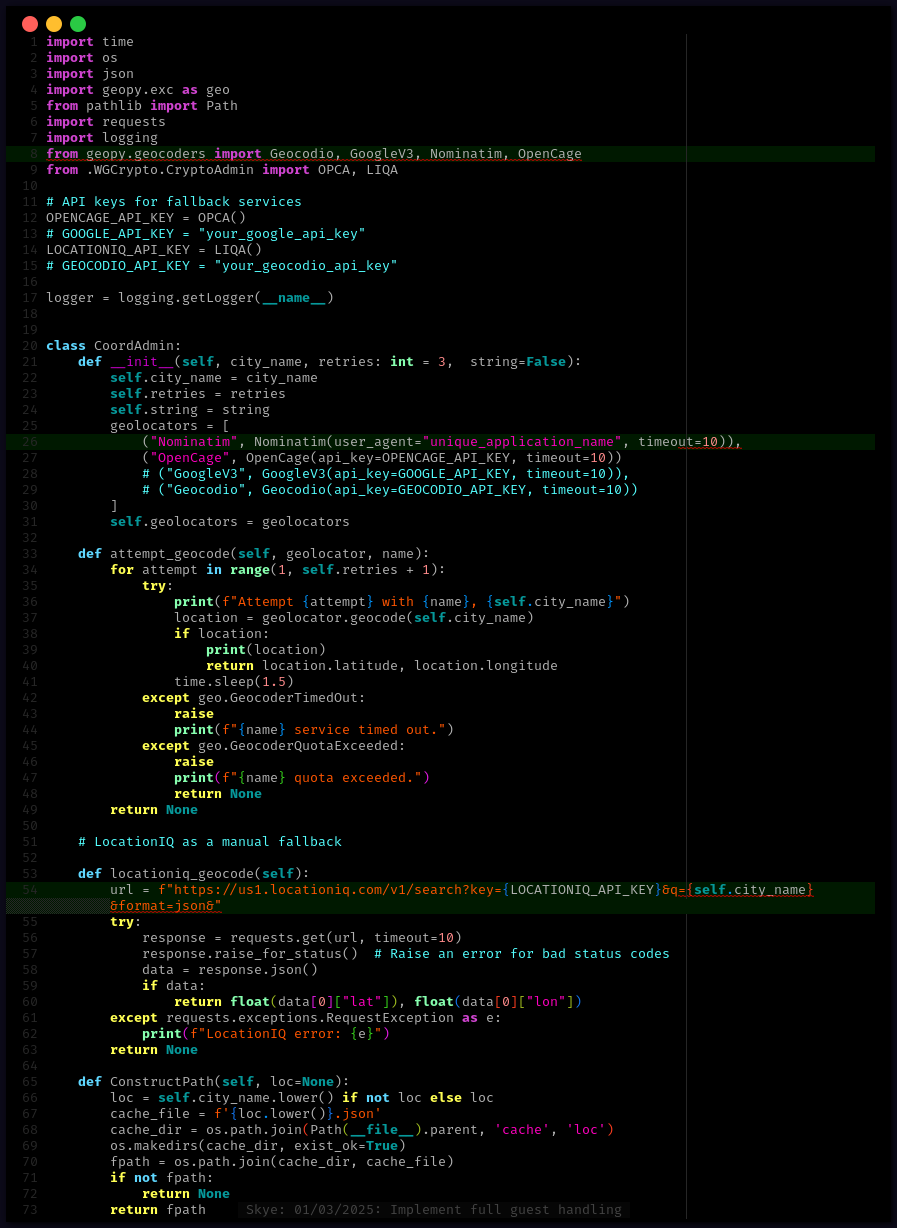 1 import time
2 import os
3 import json
4 import geopy.exc as geo
5 from pathlib import Path
6 import requests
7 import logging
8 from geopy.geocoders import Geocodio, GoogleV3, Nominatim, OpenCage
9 from .WGCrypto.CryptoAdmin import OPCA, LIQA
10
11 # API keys for fallback services
12 OPENCAGE_API_KEY = OPCA()
13 # GOOGLE_API_KEY = "your_google_api_key"
14 LOCATIONIQ_API_KEY = LIQA()
15 # GEOCODIO_API_KEY = "your_geocodio_api_key"
16
17 logger = logging.getLogger(__name__)
18
19
20 class CoordAdmin:
21     def __init__(self, city_name, retries: int = 3,  string=False):
22         self.city_name = city_name
23         self.retries = retries
24         self.string = string
25         geolocators = [
26             ("Nominatim", Nominatim(user_agent="unique_application_name", timeout=10)),
27             ("OpenCage", OpenCage(api_key=OPENCAGE_API_KEY, timeout=10))
28             # ("GoogleV3", GoogleV3(api_key=GOOGLE_API_KEY, timeout=10)),
29             # ("Geocodio", Geocodio(api_key=GEOCODIO_API_KEY, timeout=10))
30         ]
31         self.geolocators = geolocators
32
33     def attempt_geocode(self, geolocator, name):
34         for attempt in range(1, self.retries + 1):
35             try:
36                 print(f"Attempt {attempt} with {name}, {self.city_name}")
37                 location = geolocator.geocode(self.city_name)
38                 if location:
39                     print(location)
40                     return location.latitude, location.longitude
41                 time.sleep(1.5)
42             except geo.GeocoderTimedOut:
43                 raise
44                 print(f"{name} service timed out.")
45             except geo.GeocoderQuotaExceeded:
46                 raise
47                 print(f"{name} quota exceeded.")
48                 return None
49         return None
50
51     # LocationIQ as a manual fallback
52
53     def locationiq_geocode(self):
54         url = f"https://us1.locationiq.com/v1/search?key={LOCATIONIQ_API_KEY}&q={self.city_name}
&format=json&"
55         try:
56             response = requests.get(url, timeout=10)
57             response.raise_for_status()  # Raise an error for bad status codes
58             data = response.json()
59             if data:
60                 return float(data[0]["lat"]), float(data[0]["lon"])
61         except requests.exceptions.RequestException as e:
62             print(f"LocationIQ error: {e}")
63         return None
64
65     def ConstructPath(self, loc=None):
66         loc = self.city_name.lower() if not loc else loc
67         cache_file = f'{loc.lower()}.json'
68         cache_dir = os.path.join(Path(__file__).parent, 'cache', 'loc')
69         os.makedirs(cache_dir, exist_ok=True)
70         fpath = os.path.join(cache_dir, cache_file)
71         if not fpath:
72             return None
73         return fpath     Skye: 01/03/2025: Implement full guest handling